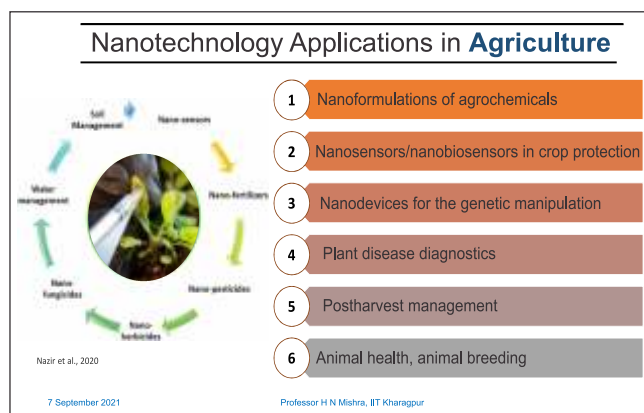 Nanotechnology Applications in Agriculture
Soil
Management
Nano-sensors
Nano-fertilizers
Nano-pesticides
Nano-
herbicides
Nano-
fungicides
Water
management
Nazir et al., 2020
1 Nanoformulations of agrochemicals
2 Nanosensors/nanobiosensors in crop protection
3 Nanodevices for the genetic manipulation
4 Plant disease diagnostics
5 Postharvest management
6 Animal health, animal breeding
7 September 2021
Professor H N Mishra, IIT Kharagpur